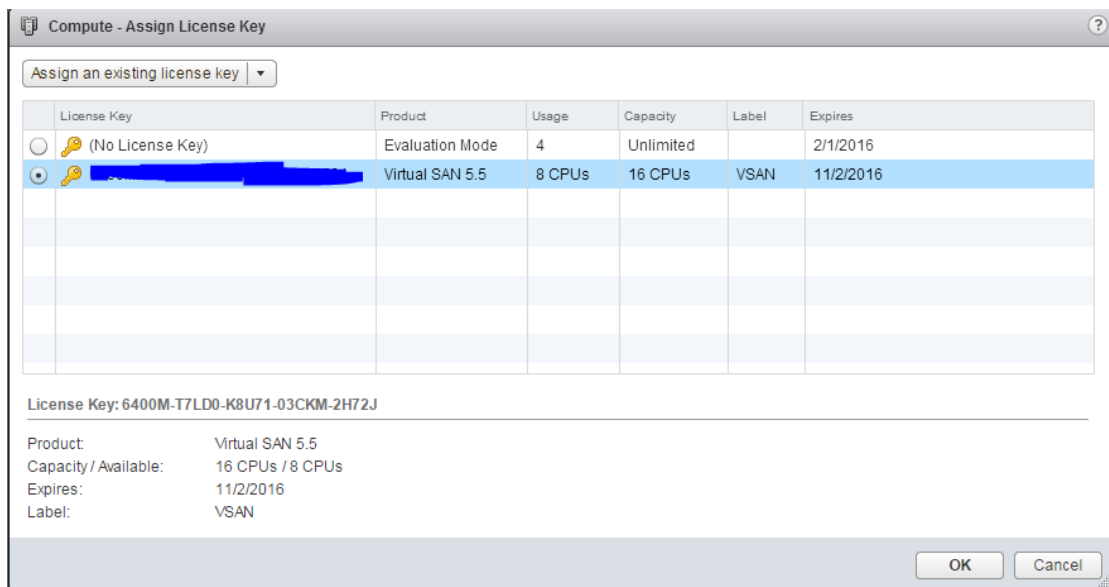 Compute - Assign License Key
?
Assign an existing license key
License Key Product Usage Capacity Label Expires
(No License Key) Evaluation Mode 4 Unlimited 2/1/2016
Virtual SAN 5.5 8 CPUs 16 CPUs VSAN 11/2/2016
License Key: 6400M-T7LD0-K8U71-03CKM-2H72J
Product: Virtual SAN 5.5
Capacity / Available: 16 CPUs / 8 CPUs
Expires: 11/2/2016
Label: VSAN
OK Cancel